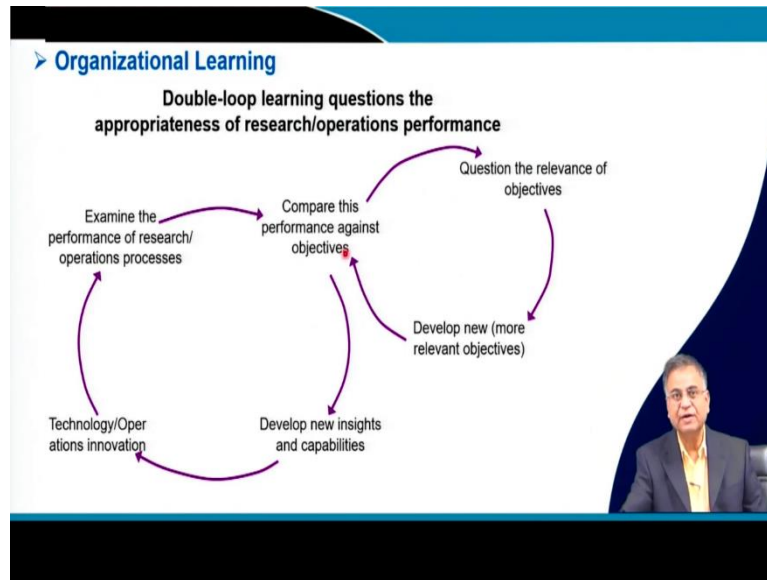 Organizational Learning
Double-loop learning questions the
appropriateness of research/operations performance
Examine the
performance of research/
operations processes
Compare this
performance against
objectives
Question the relevance of
objectives
Develop new (more
relevant objectives)
Develop new insights
and capabilities
Technology/Oper
ations innovation